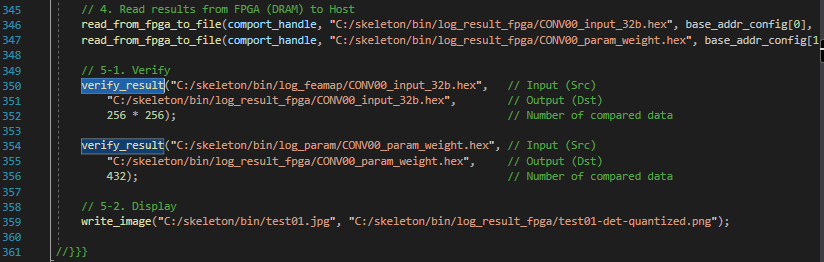 345 // 4. Read results from FPGA (DRAM) to Host
346 read_from_fpga_to_file(comport_handle, "C:/skeleton/bin/log_result_fpga/CONV00_input_32b.hex", base_addr_config[0],
347 read_from_fpga_to_file(comport_handle, "C:/skeleton/bin/log_result_fpga/CONV00_param_weight.hex", base_addr_config[1
348
349 // 5-1. Verify
350 verify_result("C:/skeleton/bin/log_feamap/CONV00_input_32b.hex", // Input (Src)
351 "C:/skeleton/bin/log_result_fpga/CONV00_input_32b.hex", // Output (Dst)
352 256 * 256); // Number of compared data
353
354 verify_result("C:/skeleton/bin/log_param/CONV00_param_weight.hex", // Input (Src)
355 "C:/skeleton/bin/log_result_fpga/CONV00_param_weight.hex", // Output (Dst)
356 432); // Number of compared data
357
358 // 5-2. Display
359 write_image("C:/skeleton/bin/test01.jpg", "C:/skeleton/bin/log_result_fpga/test01-det-quantized.png");
360
361 //}}}